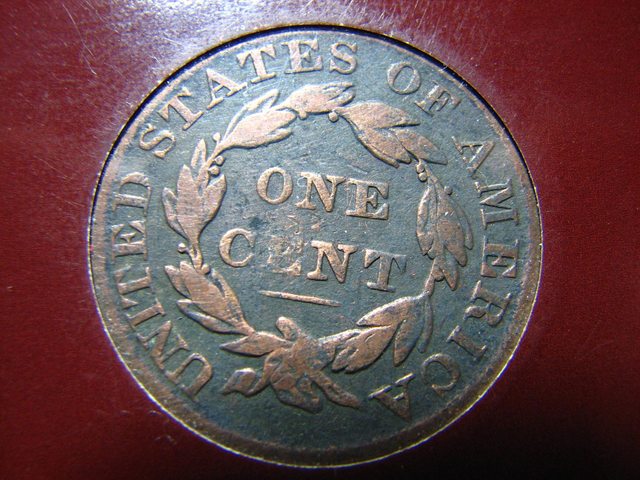 UNITED STATES OF AMERICA
ONE
CENT